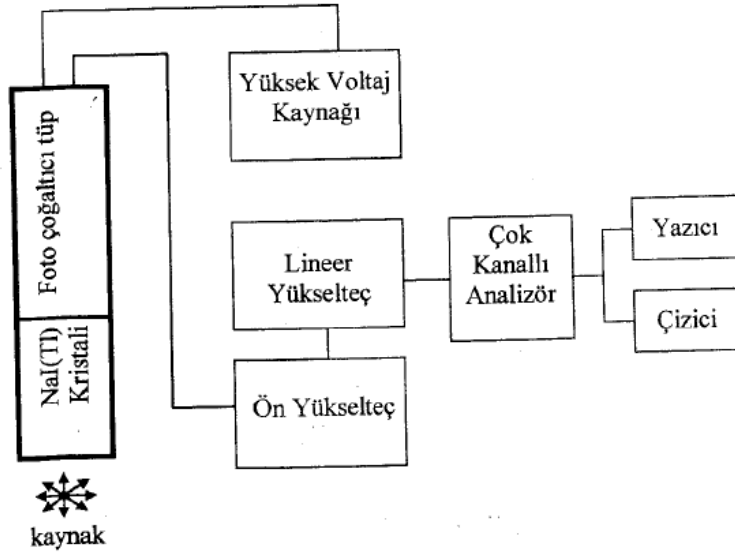 Yüksek Voltaj
Kaynağı
Foto çoğaltıcı tüp
NaI(Tl)
Kristali
kaynak
Lineer
Yükselteç
Ön Yükselteç
Çok
Kanallı
Analizör
Yazıcı
Çizici